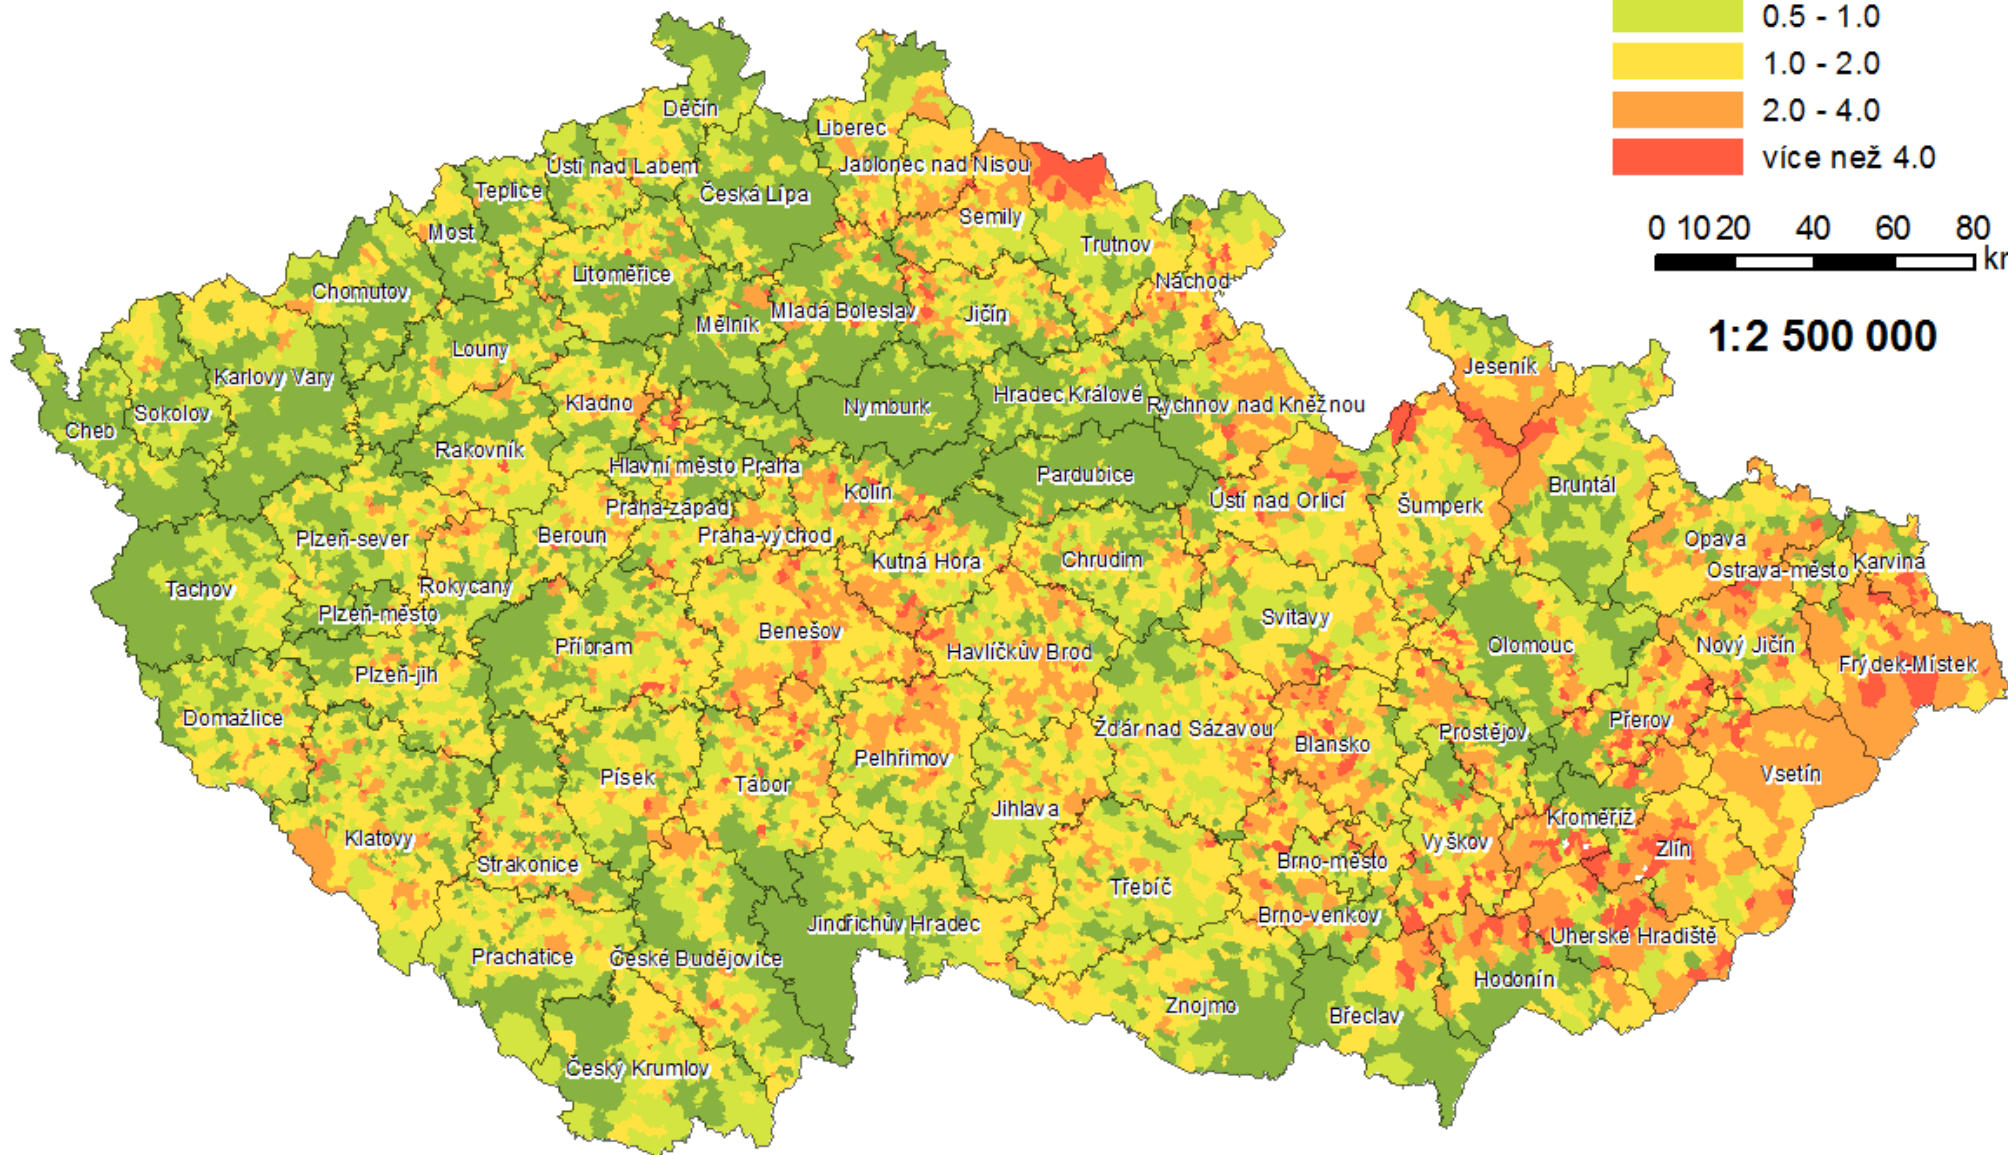 0.5 - 1.0
1.0 - 2.0
2.0 - 4.0
více než 4.0
0 10 20 40 60 80
1:2 500 000
Děčín
Liberec
Ústí nad Labem
Jablonec nad Nisou
Teplice
Česká Lípa
Semily
Most
Trutnov
Litoměřice
Náchod
Chomutov
Mladá Boleslav
Jičín
Mělník
Louny
Jeseník
Karlovy Vary
Hradec Králové
Kladno
Nymburk
Rychnov nad Kněžnou
Sokolov
Cheb
Rakovník
Hlavní město Praha
Pardubice
Kolín
Bruntál
Ústí nad Orlicí
Šumperk
Praha-západ
Plzeň-sever
Beroun
Praha-východ
Opava
Kutná Hora
Chrudim
Karviná
Ostrava-město
Tachov
Rokycany
Plzeň-město
Svitavy
Benešov
Příbram
Olomouc
Nový Jičín
Havlíčkův Brod
Frýdek-Místek
Plzeň-jih
Domažlice
Přerov
Žďár nad Sázavou
Prostějov
Blansko
Pelhřimov
Vsetín
Písek
Tábor
Jihlava
Kroměříž
Klatovy
Vyškov
Zlín
Strakonice
Brno-město
Třebíč
Brno-venkov
Jindřichův Hradec
Uherské Hradiště
Prachatice
České Budějovice
Hodonín
Znojmo
Břeclav
Český Krumlov